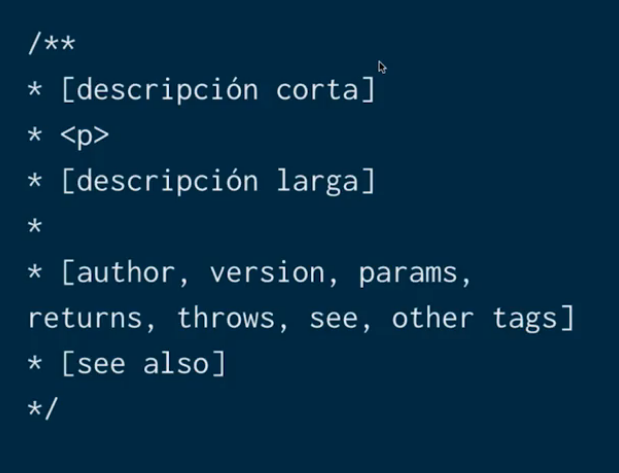 /**
* [descripción corta]
* <p>
* [descripción larga]
*
* [author, version, params,
returns, throws, see, other tags]
* [see also]
*/